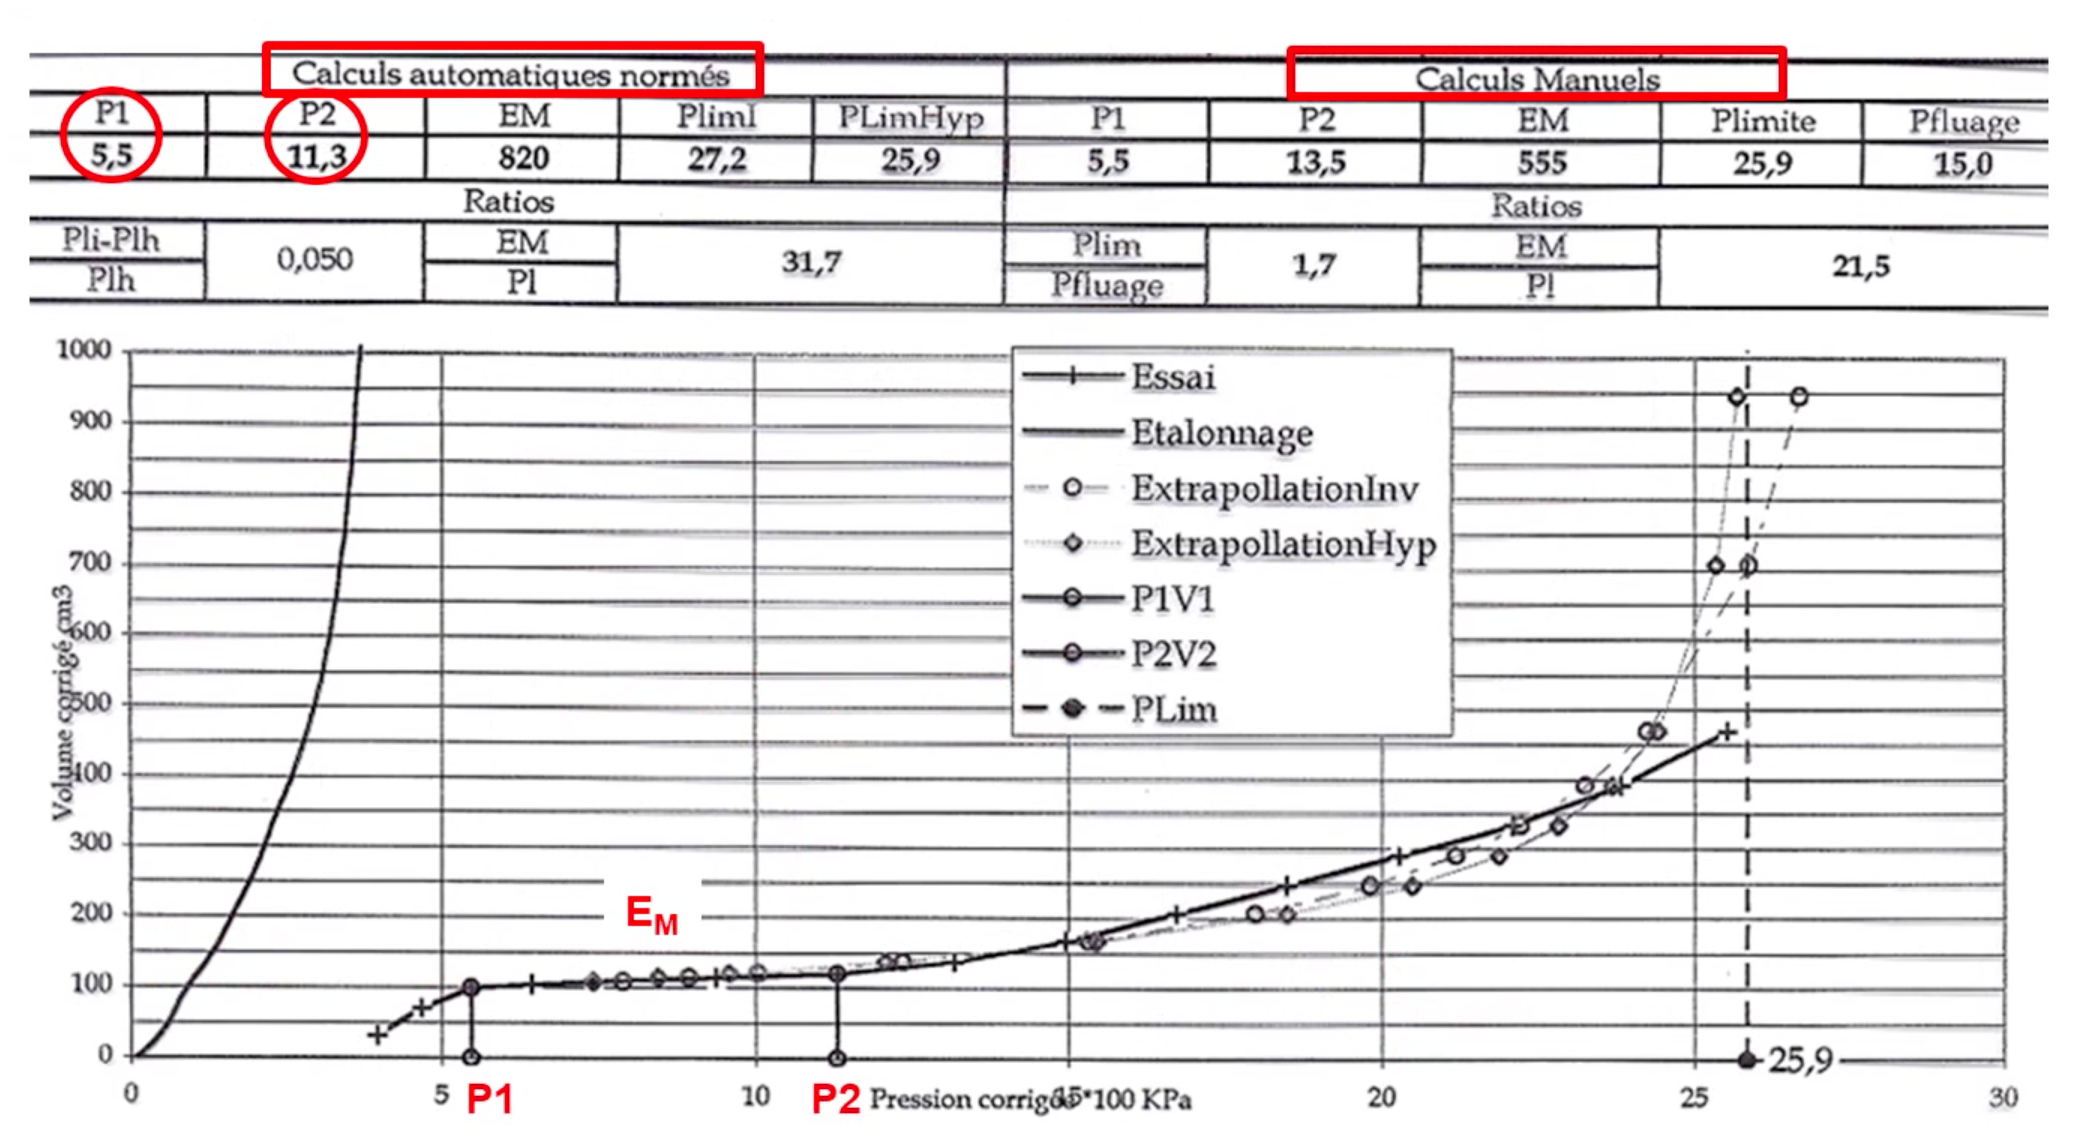 Calculs automatiques normés Calculs Manuels
P1 P2 EM PlimI PLimHyp P1 P2 EM Plimite Pfluage
5,5 11,3 820 27,2 25,9 5,5 13,5 555 25,9 15,0
Ratios Ratios
Pli-Plh EM Plim EM
0,050 31,7 1,7 21,5
Plh Pl Pfluage Pl
1000
900
800
700
600
500
400
300
200
100
0
Volume corrigé cm3
Essai
Etalonnage
ExtrapollationInv
ExtrapollationHyp
P1V1
P2V2
PLim
EM
25,9
0 5 P1 10 P2 15 20 25 30
Pression corrigée*100 KPa